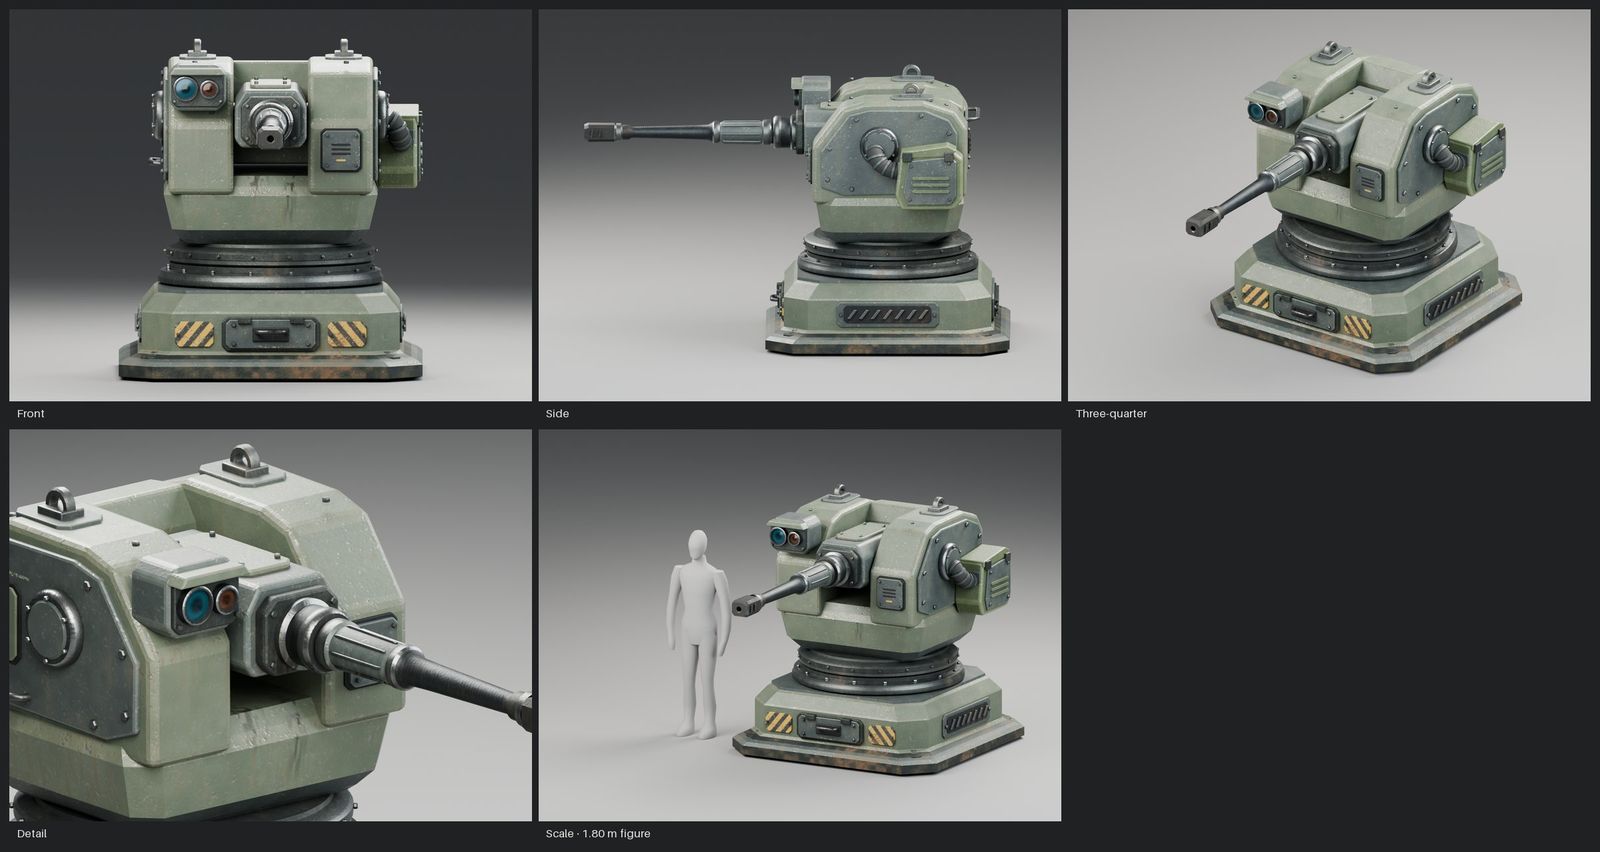 Front
Side
Three-quarter
Detail
Scale · 1.80 m figure